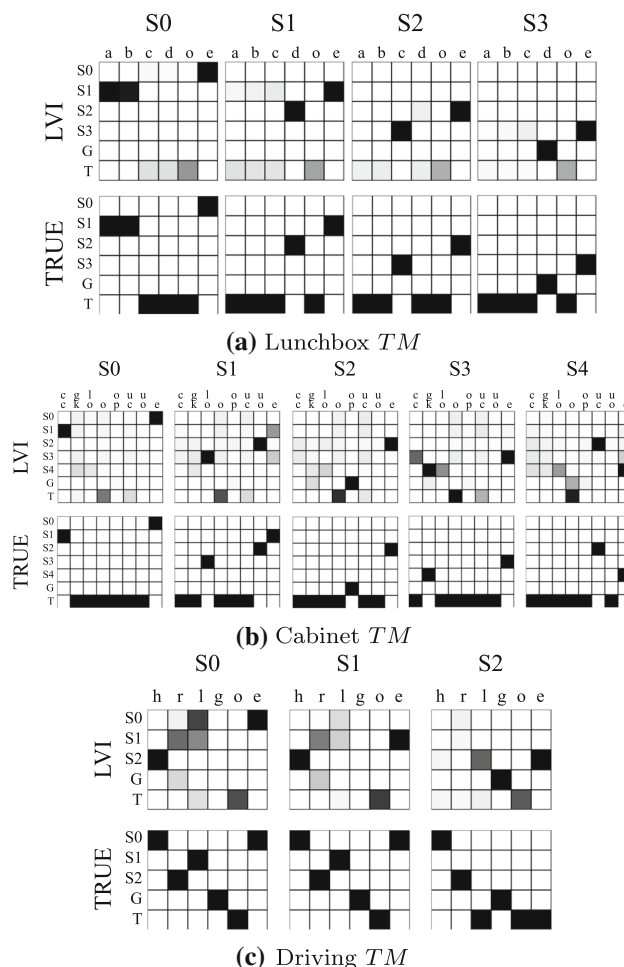 S0 S1 S2 S3
a b c d o e a b c d o e a b c d o e a b c d o e
LVI
S0
S1
S2
S3
G
T
TRUE
S0
S1
S2
S3
G
T
(a) Lunchbox TM
S0 S1 S2 S3 S4
c g l o u u c g l o u u c g l o u u c g l o u u c g l o u u
c k o o p c o e c k o o p c o e c k o o p c o e c k o o p c o e c k o o p c o e
LVI
S0
S1
S2
S3
S4
G
T
TRUE
S0
S1
S2
S3
S4
G
T
(b) Cabinet TM
S0 S1 S2
h r l g o e h r l g o e h r l g o e
LVI
S0
S1
S2
G
T
TRUE
S0
S1
S2
G
T
(c) Driving TM